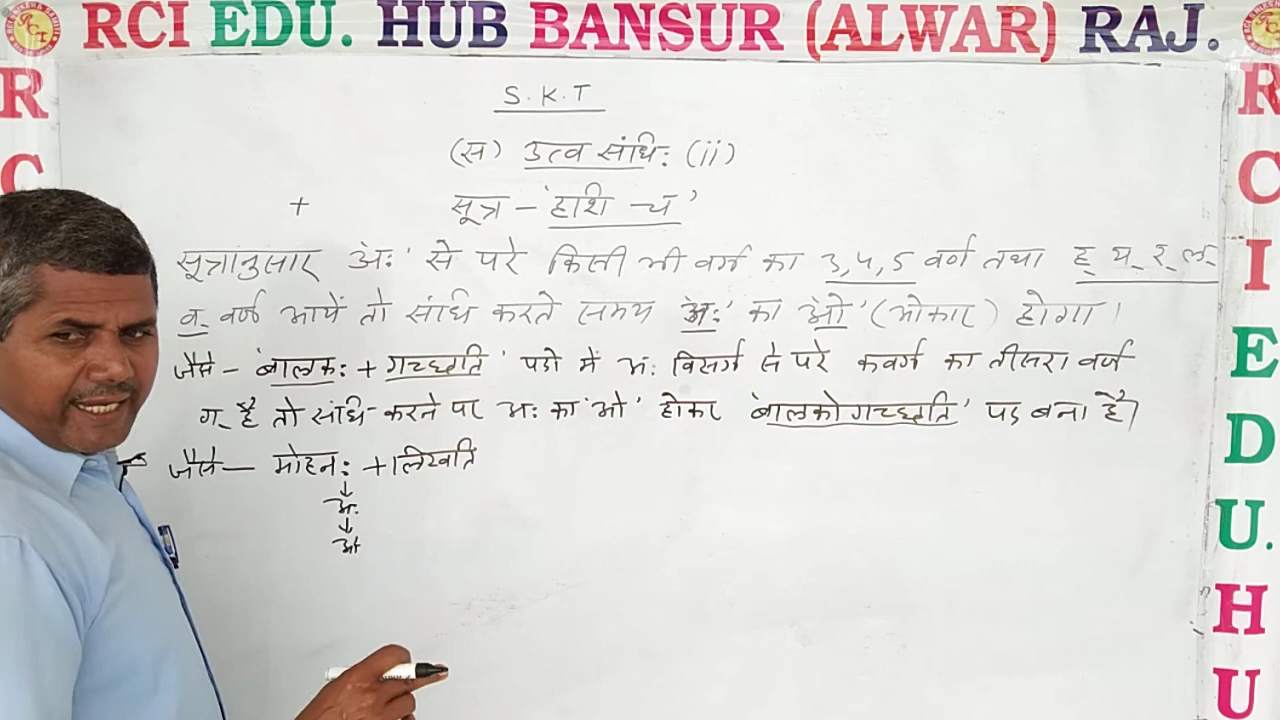 RCI EDU. HUB BANSUR (ALWAR) RAJ.
S.K.T
(स) उत्व संधि: (ii)
+ सूत्र – 'हशि च'
सूत्रानुसार 'अः' से परे किसी भी वर्ग का 3,4,5 वर्ण तथा ह् य् र् ल्
व् वर्ण आयें तो संधि करते समय 'अः' का 'ओ' (ओकार) होगा।
जैसे – 'बालकः + गच्छति' पदो में अः विसर्ग से परे कवर्ग का तीसरा वर्ण
ग् है तो संधि करने पर अः का 'ओ' होकर 'बालको गच्छति' पद बना है।
जैसे – मोहनः + लिखति
↓
अः
↓
ओ
R
C
R
C
I
E
D
U.
H
U